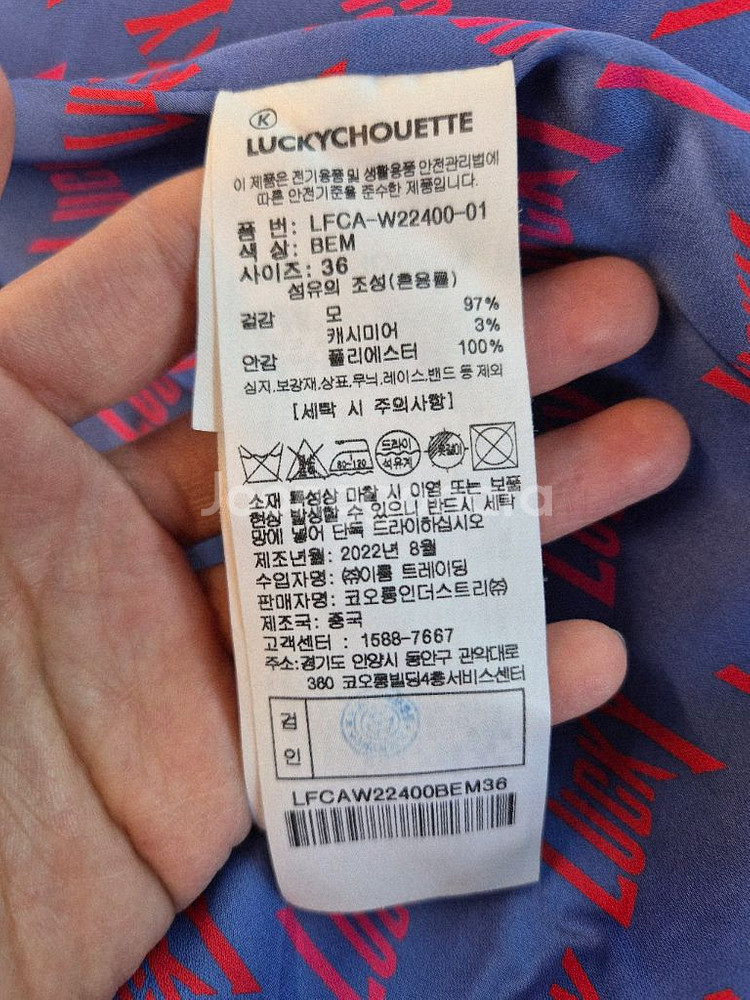 K
LUCKYCHOUETTE
이 제품은 전기용품 및 생활용품 안전관리법에
따른 안전기준을 준수한 제품입니다.
품 번: LFCA-W22400-01
색 상: BEM
사이즈: 36
섬유의 조성(혼용률)
겉감 모 97%
캐시미어 3%
안감 폴리에스터 100%
심지.보강재,상표,무늬.레이스.밴드 등 제외
[세탁 시 주의사항]
80~120
드라이
석유계
옷걸이
소재 특성상 마찰 시 이염 또는 보풀
현상 발생할 수 있으니 반드시 세탁
망에 넣어 단독 드라이하십시오
제조년월: 2022년 8월
수입자명: ㈜이룸 트레이딩
판매자명: 코오롱인더스트리㈜
제조국: 중국
고객센터 : 1588-7667
주소:경기도 안양시 동안구 관악대로
360 코오롱빌딩4층서비스센터
검
인
LFCAW22400BEM36
LUCKY
LUCKY
LUCKY